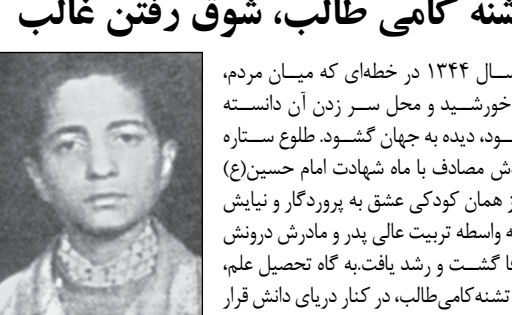 کامی طالب، شوق رفتن غالب
سال ۱۳۴۴ در خطه‌ای که میان مردم،
خورشید و محل سر زدن آن دانسته
دیده به جهان گشود. طلوع ستاره
مصادف با ماه شهادت امام حسین(ع)
همان کودکی عشق به پروردگار و نیایش
واسطه تربیت عالی پدر و مادرش درونش
گشت و رشد یافت.به گاه تحصیل علم،
تشنه‌کامی‌طالب، در کنار دریای دانش قرار